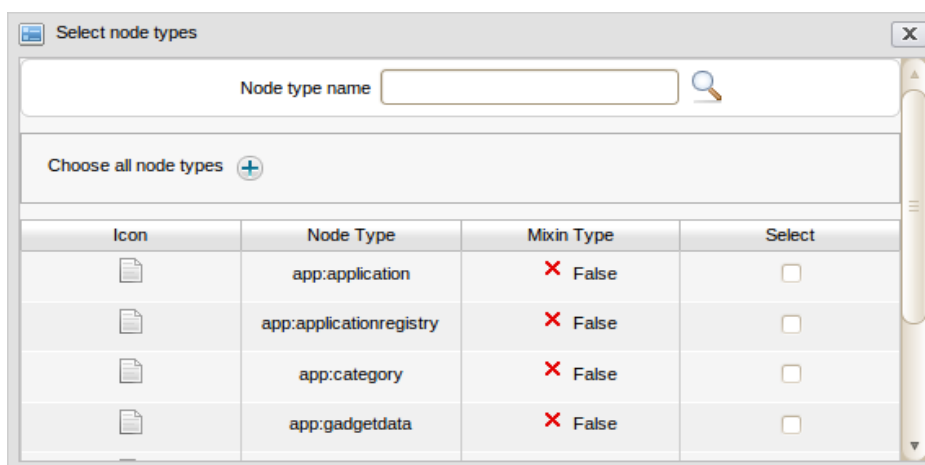 Select node types
Node type name
Choose all node types
Icon Node Type Mixin Type Select
app:application False
app:applicationregistry False
app:category False
app:gadgetdata False